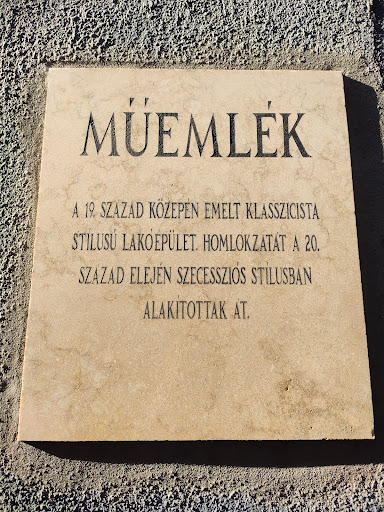 MŰEMLÉK
A 19. SZÁZAD KÖZEPÉN EMELT KLASSZICISTA
STÍLUSÚ LAKÓÉPÜLET. HOMLOKZATÁT A 20.
SZÁZAD ELEJÉN SZECESSZIÓS STÍLUSBAN
ALAKÍTOTTÁK ÁT.